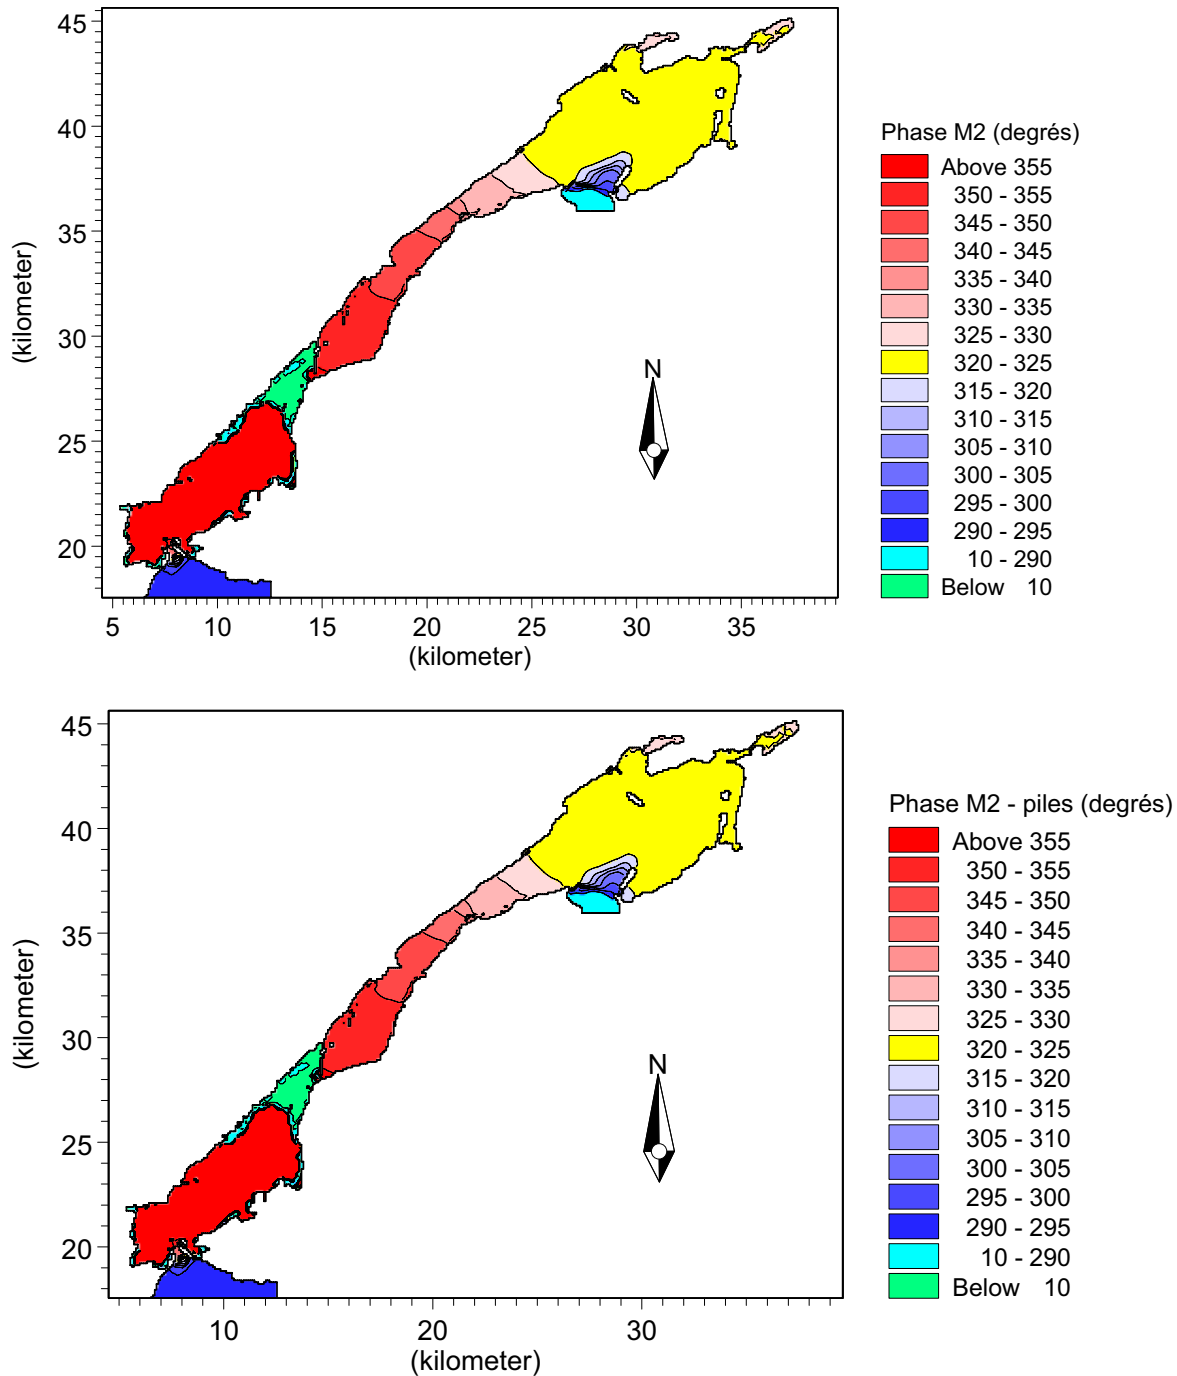 45
40
35
30
25
20
(kilometer)
5 10 15 20 25 30 35
(kilometer)
N
Phase M2 (degrés)
Above 355
350 - 355
345 - 350
340 - 345
335 - 340
330 - 335
325 - 330
320 - 325
315 - 320
310 - 315
305 - 310
300 - 305
295 - 300
290 - 295
10 - 290
Below 10
45
40
35
30
25
20
(kilometer)
10 20 30
(kilometer)
N
Phase M2 - piles (degrés)
Above 355
350 - 355
345 - 350
340 - 345
335 - 340
330 - 335
325 - 330
320 - 325
315 - 320
310 - 315
305 - 310
300 - 305
295 - 300
290 - 295
10 - 290
Below 10